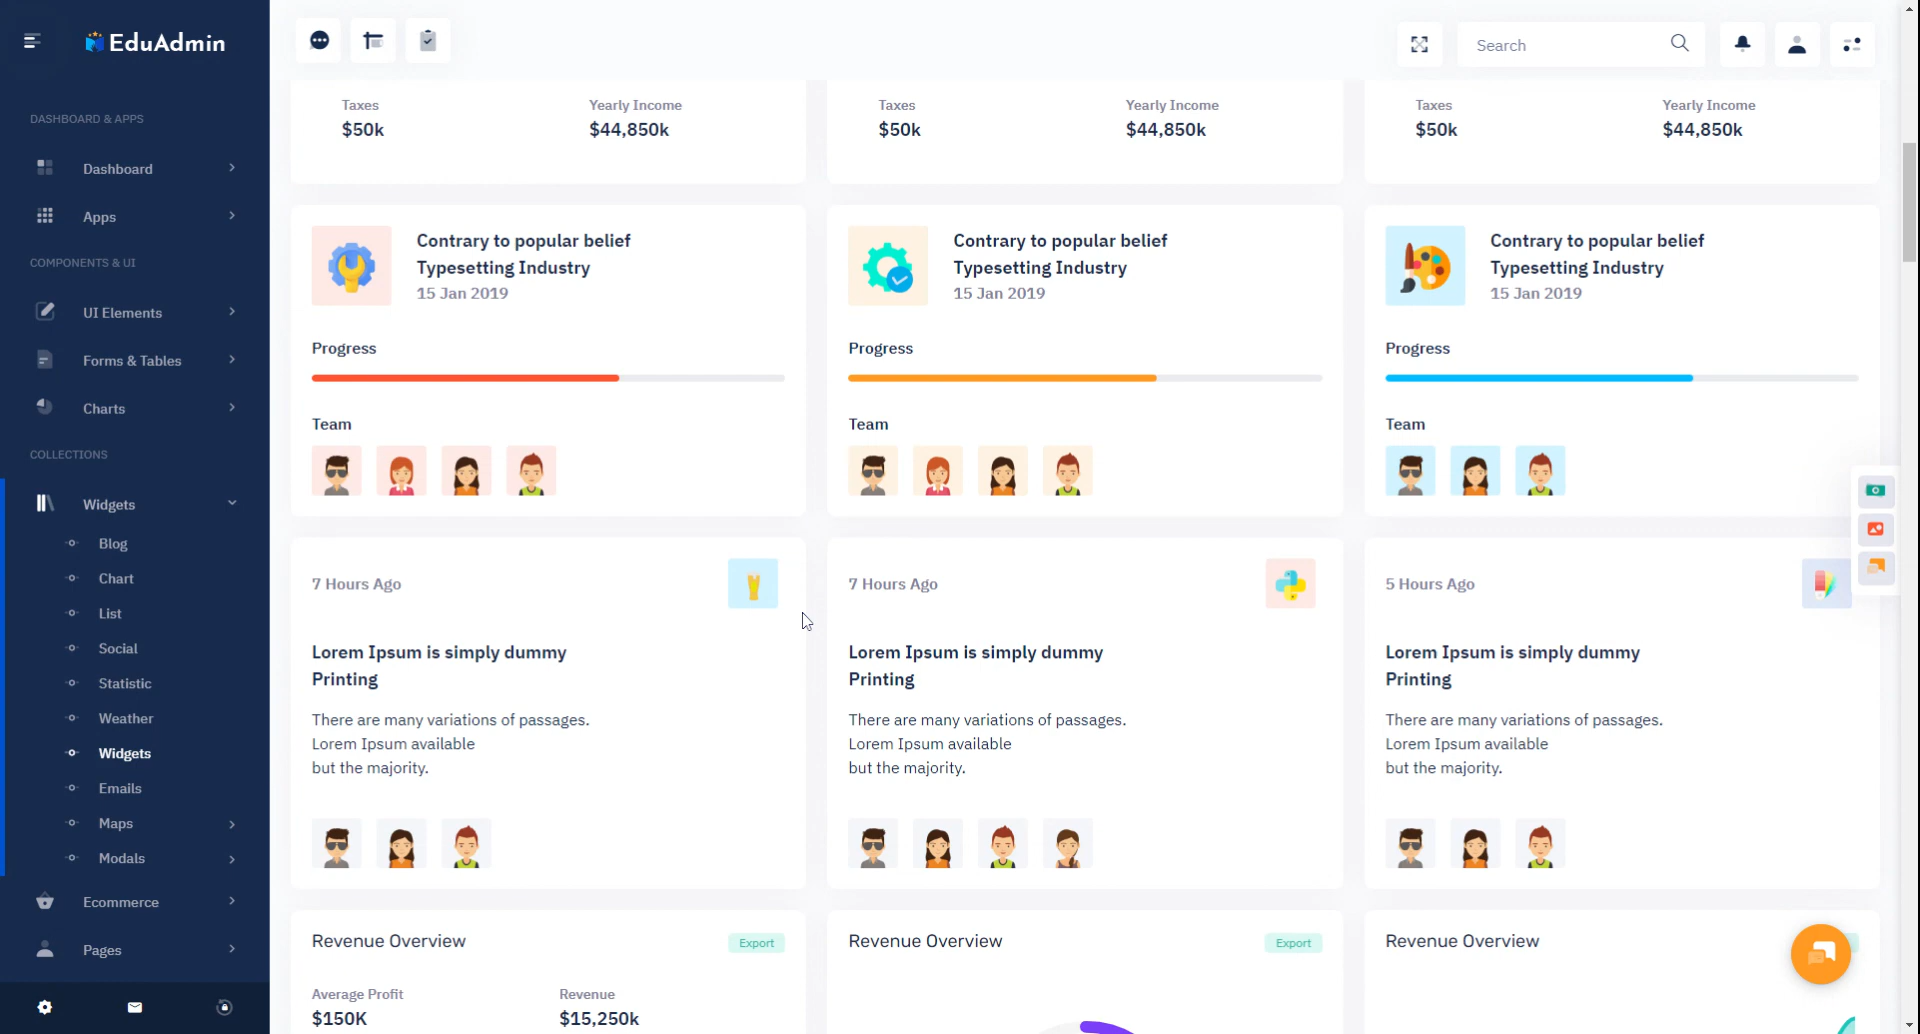 EduAdmin
Search
DASHBOARD & APPS
Dashboard
Apps
COMPONENTS & UI
UI Elements
Forms & Tables
Charts
COLLECTIONS
Widgets
Blog
Chart
List
Social
Statistic
Weather
Widgets
Emails
Maps
Modals
Ecommerce
Pages
Taxes
$50k
Yearly Income
$44,850k
Taxes
$50k
Yearly Income
$44,850k
Taxes
$50k
Yearly Income
$44,850k
Contrary to popular belief
Typesetting Industry
15 Jan 2019
Progress
Team
Contrary to popular belief
Typesetting Industry
15 Jan 2019
Progress
Team
Contrary to popular belief
Typesetting Industry
15 Jan 2019
Progress
Team
7 Hours Ago
Lorem Ipsum is simply dummy
Printing
There are many variations of passages.
Lorem Ipsum available
but the majority.
7 Hours Ago
Lorem Ipsum is simply dummy
Printing
There are many variations of passages.
Lorem Ipsum available
but the majority.
5 Hours Ago
Lorem Ipsum is simply dummy
Printing
There are many variations of passages.
Lorem Ipsum available
but the majority.
Revenue Overview
Export
Average Profit
$150K
Revenue
$15,250k
Revenue Overview
Export
Revenue Overview